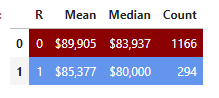 R Mean Median Count
0 0 $89,905 $83,937 1166
1 1 $85,377 $80,000 294